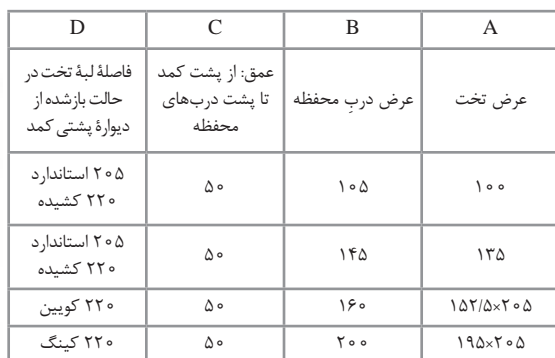 A B C D
عرض تخت
عرض دربِ محفظه
عمق: از پشت کمد
تا پشت درب‌های
محفظه
فاصلهٔ لبهٔ تخت در
حالت بازشده از
دیوارهٔ پشتی کمد
۱۰۰
۱۰۵
۵۰
۲۰۵ استاندارد
۲۲۰ کشیده
۱۳۵
۱۴۵
۵۰
۲۰۵ استاندارد
۲۲۰ کشیده
۱۵۲/۵×۲۰۵
۱۶۰
۵۰
۲۲۰ کویین
۱۹۵×۲۰۵
۲۰۰
۵۰
۲۲۰ کینگ